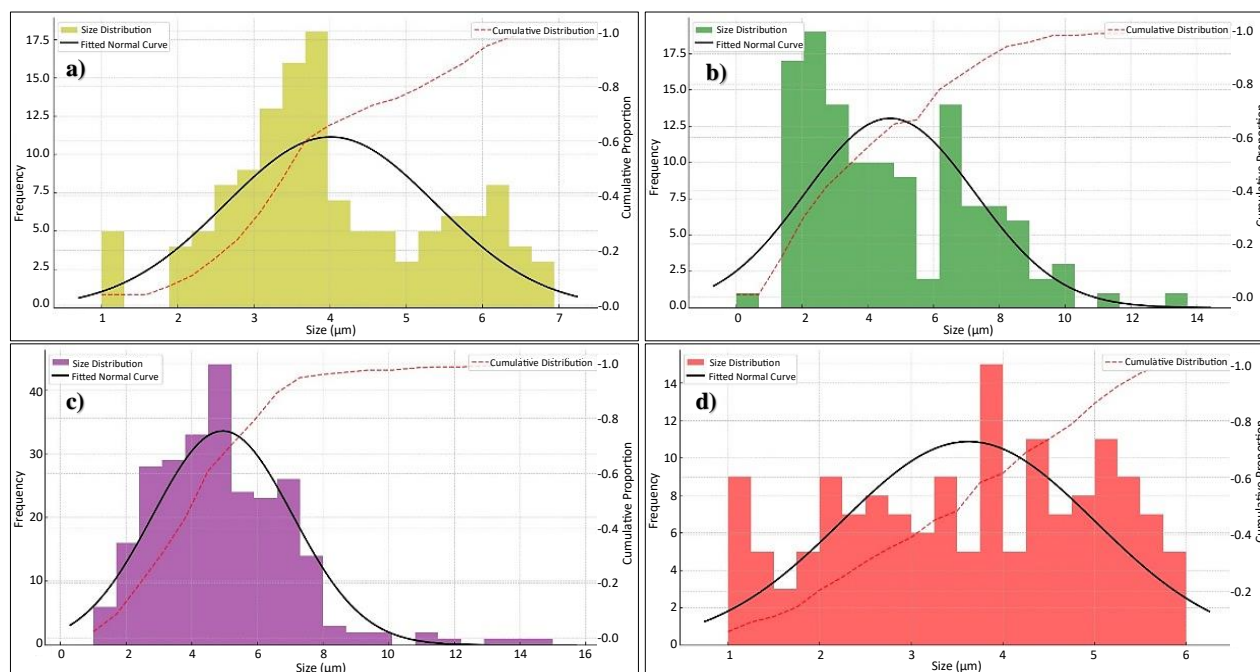 Size Distribution
Fitted Normal Curve
Cumulative Distribution
a)
17.5
15.0
12.5
10.0
7.5
5.0
2.5
0.0
Frequency
-1.0
-0.8
-0.6
-0.4
-0.2
-0.0
Cumulative Proportion
1 2 3 4 5 6 7
Size (µm)
Size Distribution
Fitted Normal Curve
Cumulative Distribution
b)
17.5
15.0
12.5
10.0
7.5
5.0
2.5
0.0
Frequency
-1.0
-0.8
-0.6
-0.4
-0.2
-0.0
Cumulative Proportion
0 2 4 6 8 10 12 14
Size (µm)
Size Distribution
Fitted Normal Curve
Cumulative Distribution
c)
40
30
20
10
0
Frequency
-1.0
-0.8
-0.6
-0.4
-0.2
-0.0
Cumulative Proportion
0 2 4 6 8 10 12 14 16
Size (µm)
Size Distribution
Fitted Normal Curve
Cumulative Distribution
d)
14
12
10
8
6
4
2
0
Frequency
-1.0
-0.8
-0.6
-0.4
-0.2
Cumulative Proportion
1 2 3 4 5 6
Size (µm)